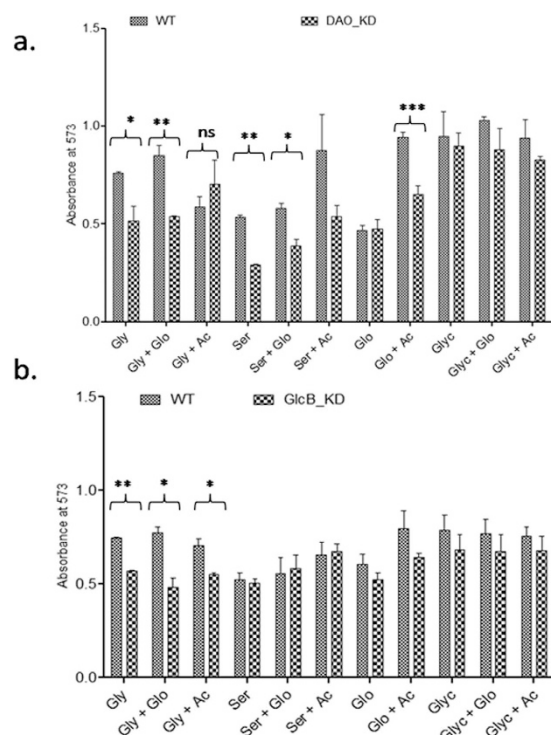 a.
WT DAO_KD
Absorbance at 573
1.5
1.0
0.5
0.0
* ** ns ** * ***
Gly Gly + Glo Gly + Ac Ser Ser + Glo Ser + Ac Glo Glo + Ac Glyc Glyc + Glo Glyc + Ac
b.
WT GlcB_KD
Absorbance at 573
1.5
1.0
0.5
0.0
** * *
Gly Gly + Glo Gly + Ac Ser Ser + Glo Ser + Ac Glo Glo + Ac Glyc Glyc + Glo Glyc + Ac